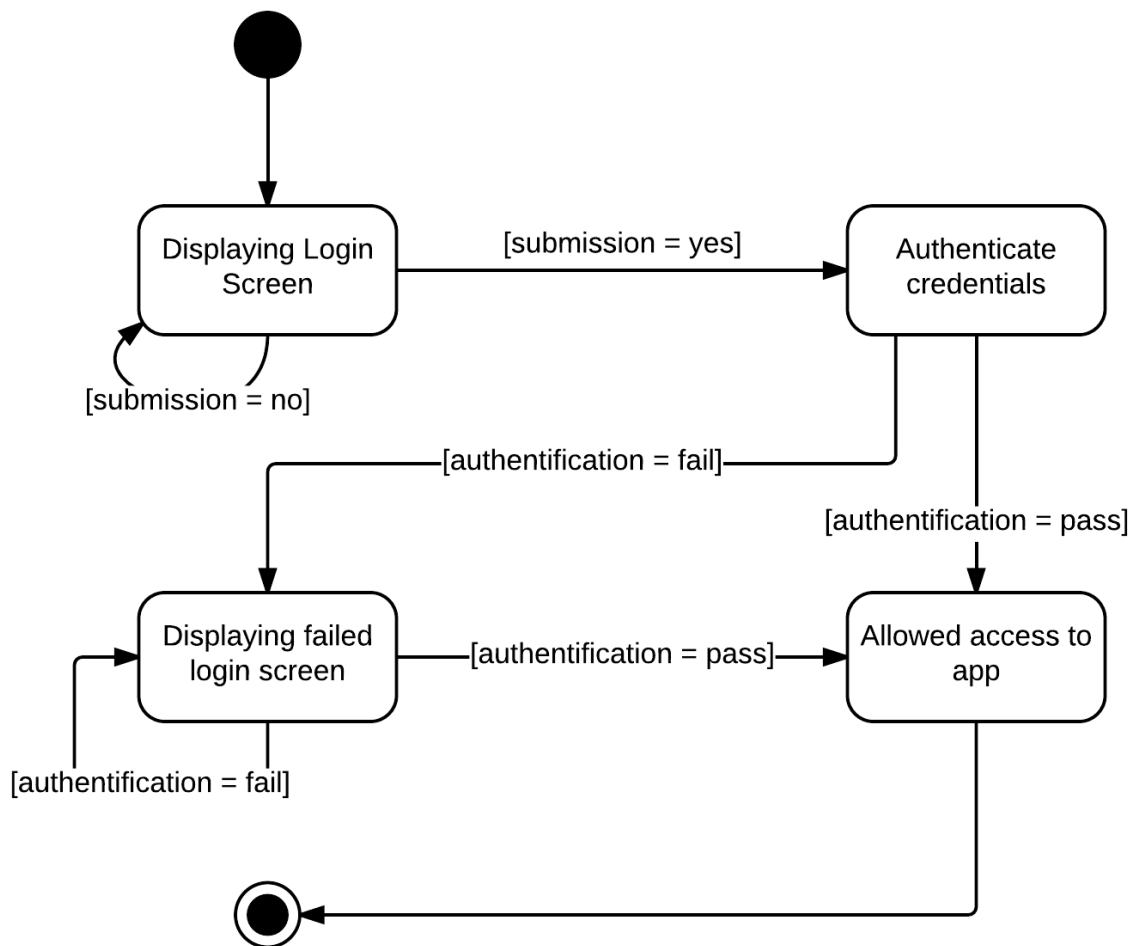 Displaying Login
Screen
[submission = yes]
Authenticate
credentials
[submission = no]
[authentification = fail]
[authentification = pass]
Displaying failed
login screen
[authentification = pass]
Allowed access to
app
[authentification = fail]